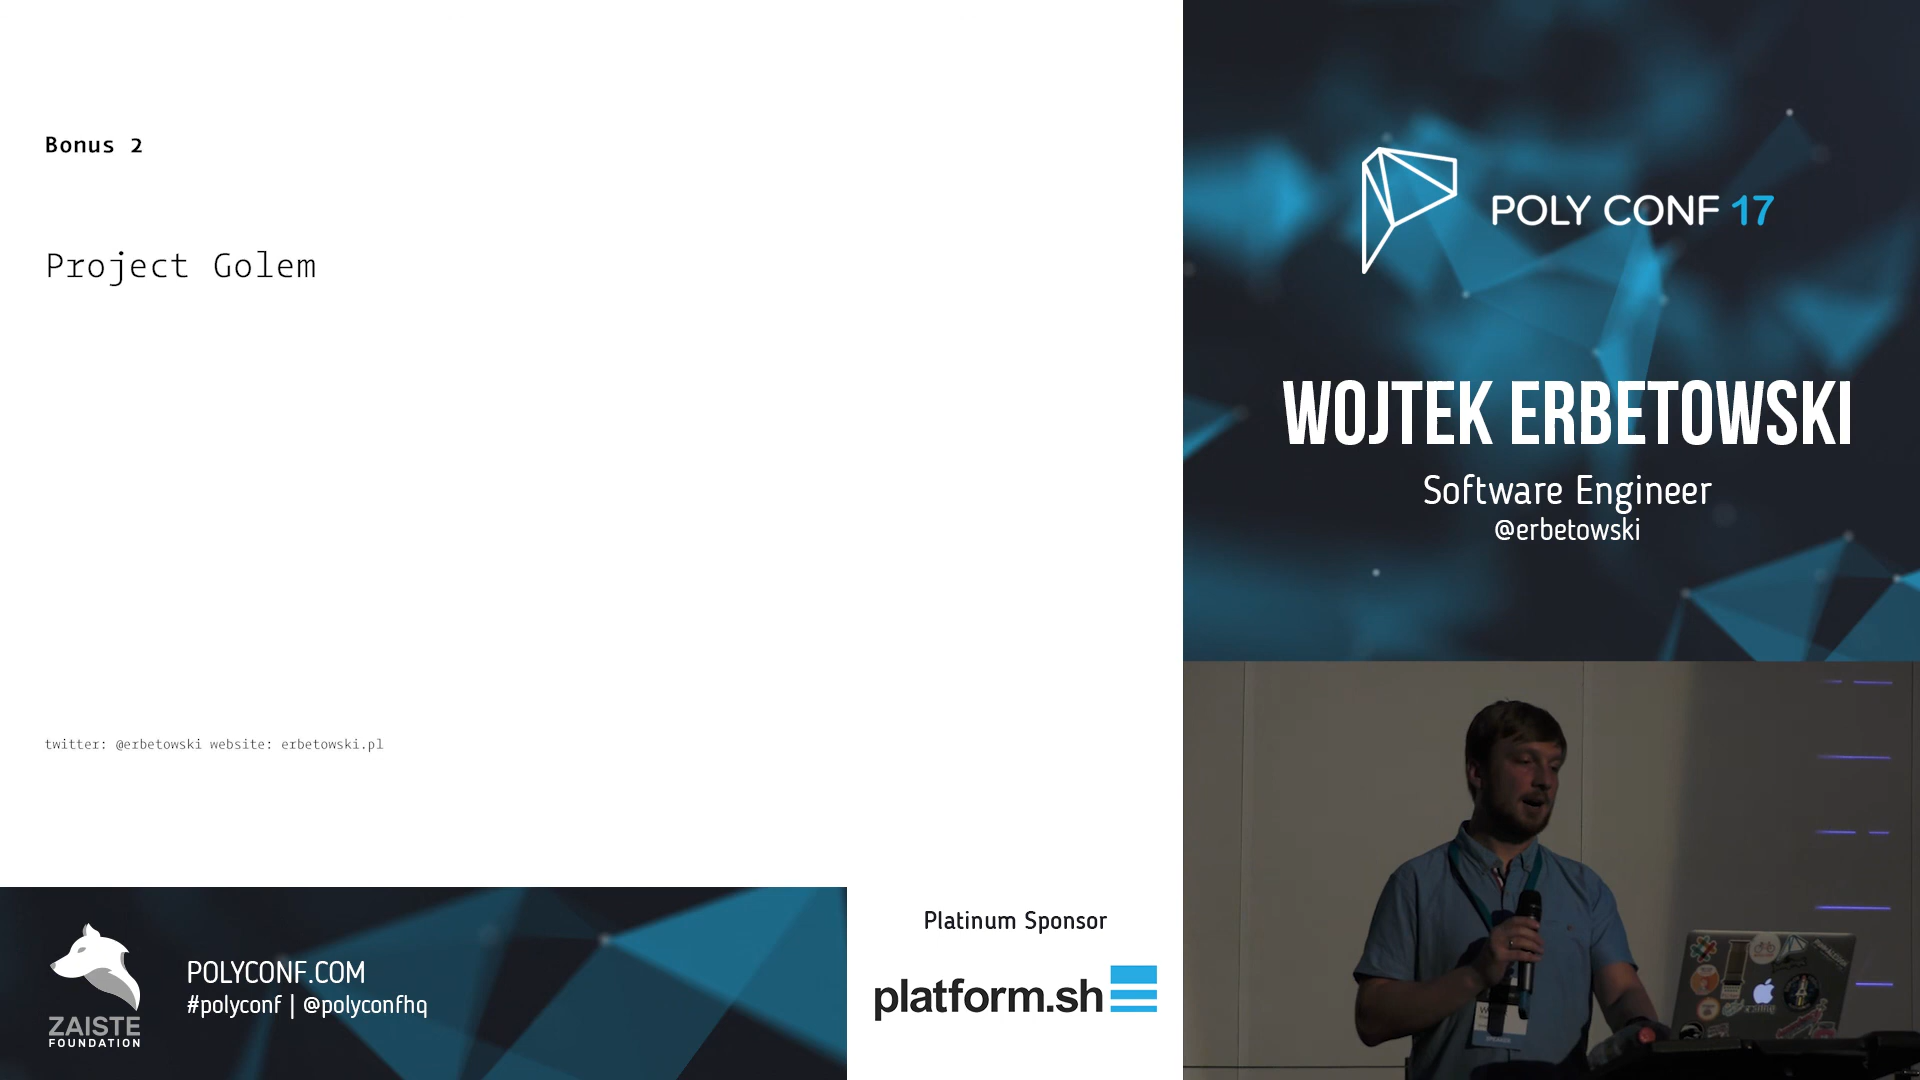 Bonus 2
Project Golem
twitter: @erbetowski website: erbetowski.pl
POLY CONF 17
WOJTEK ERBETOWSKI
Software Engineer
@erbetowski
ZAISTE
FOUNDATION
POLYCONF.COM
#polyconf | @polyconfhq
Platinum Sponsor
platform.sh